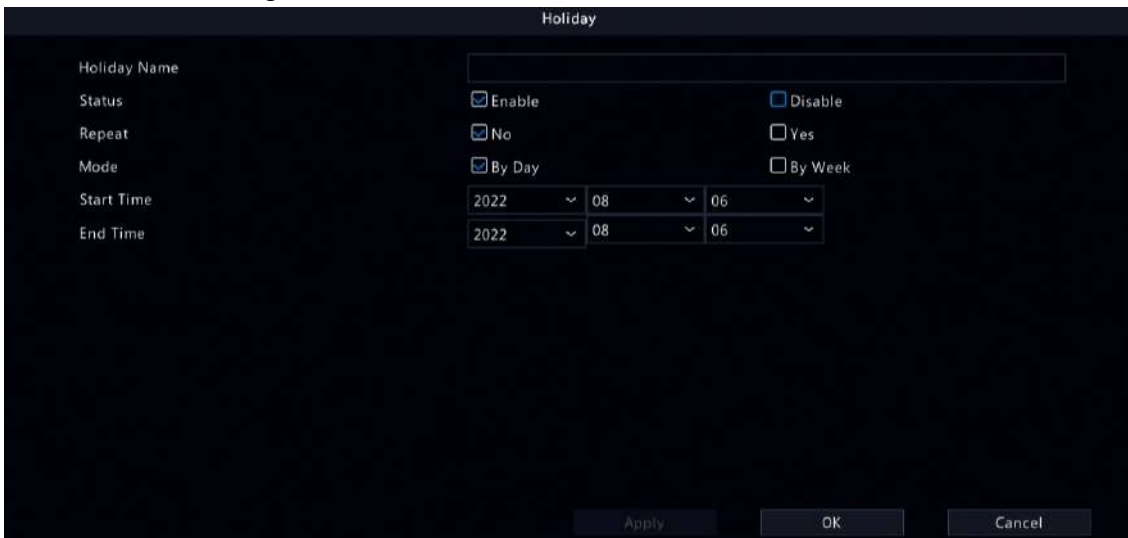 Holiday
Holiday Name
Status Enable Disable
Repeat No Yes
Mode By Day By Week
Start Time 2022 08 06
End Time 2022 08 06
Apply OK Cancel